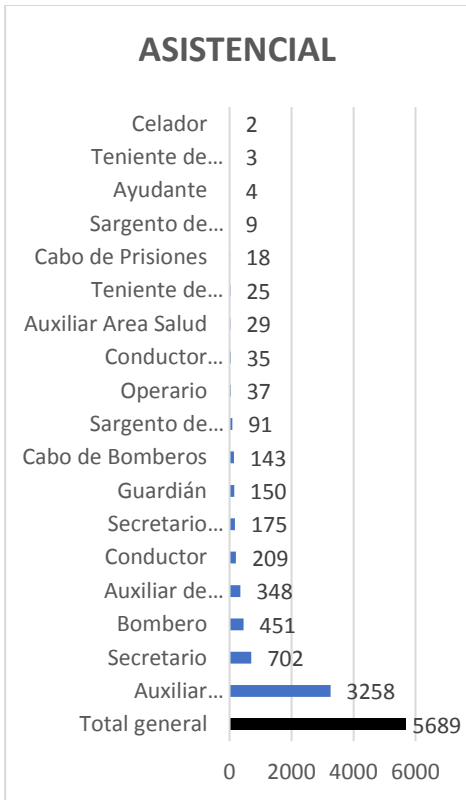 ASISTENCIAL
Celador 2
Teniente de... 3
Ayudante 4
Sargento de... 9
Cabo de Prisiones 18
Teniente de... 25
Auxiliar Area Salud 29
Conductor... 35
Operario 37
Sargento de... 91
Cabo de Bomberos 143
Guardián 150
Secretario... 175
Conductor 209
Auxiliar de... 348
Bombero 451
Secretario 702
Auxiliar... 3258
Total general 5689
0 2000 4000 6000